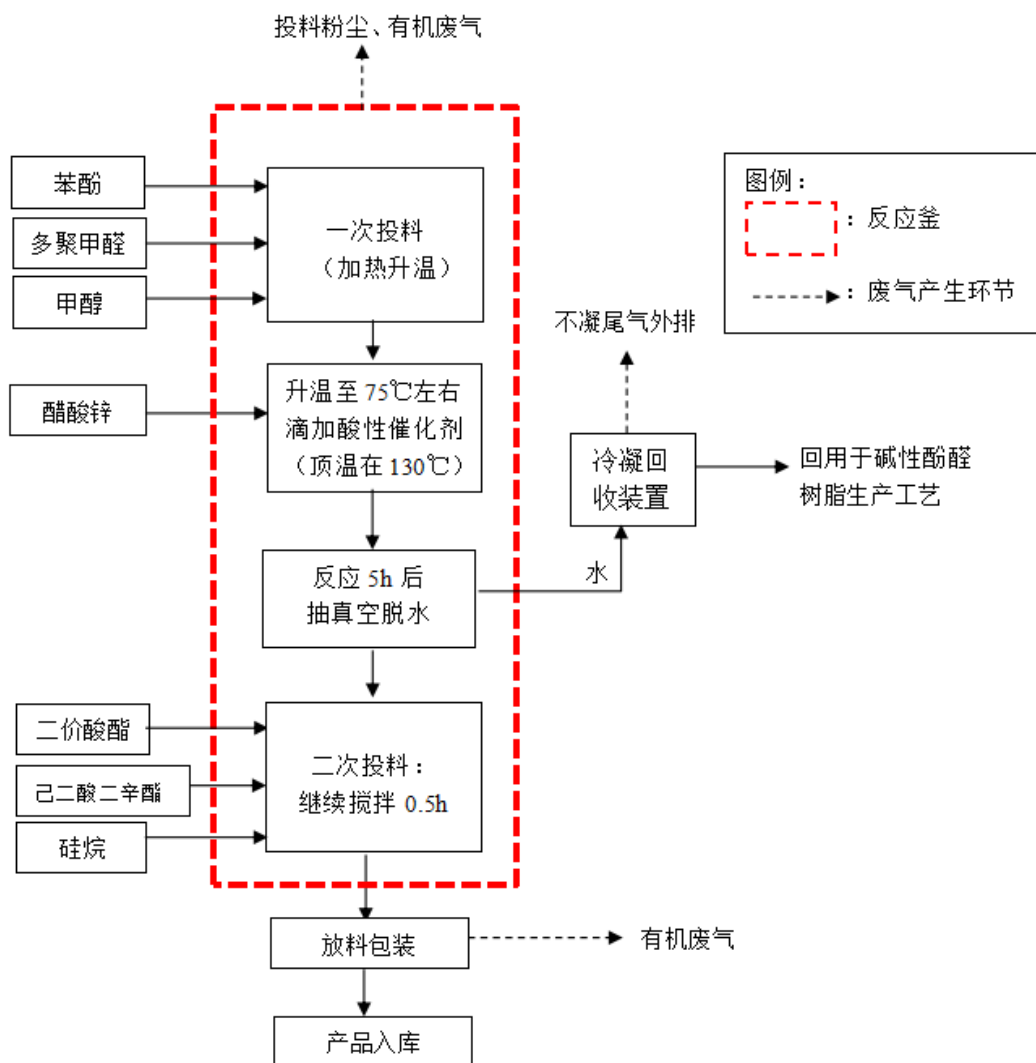 投料粉尘、有机废气
苯酚
多聚甲醛
甲醇
一次投料
（加热升温）
图例：
：反应釜
：废气产生环节
不凝尾气外排
醋酸锌
升温至75℃左右
滴加酸性催化剂
（顶温在130℃）
冷凝回
收装置
回用于碱性酚醛
树脂生产工艺
反应5h后
抽真空脱水
水
二价酸酯
己二酸二辛酯
硅烷
二次投料：
继续搅拌0.5h
放料包装
有机废气
产品入库